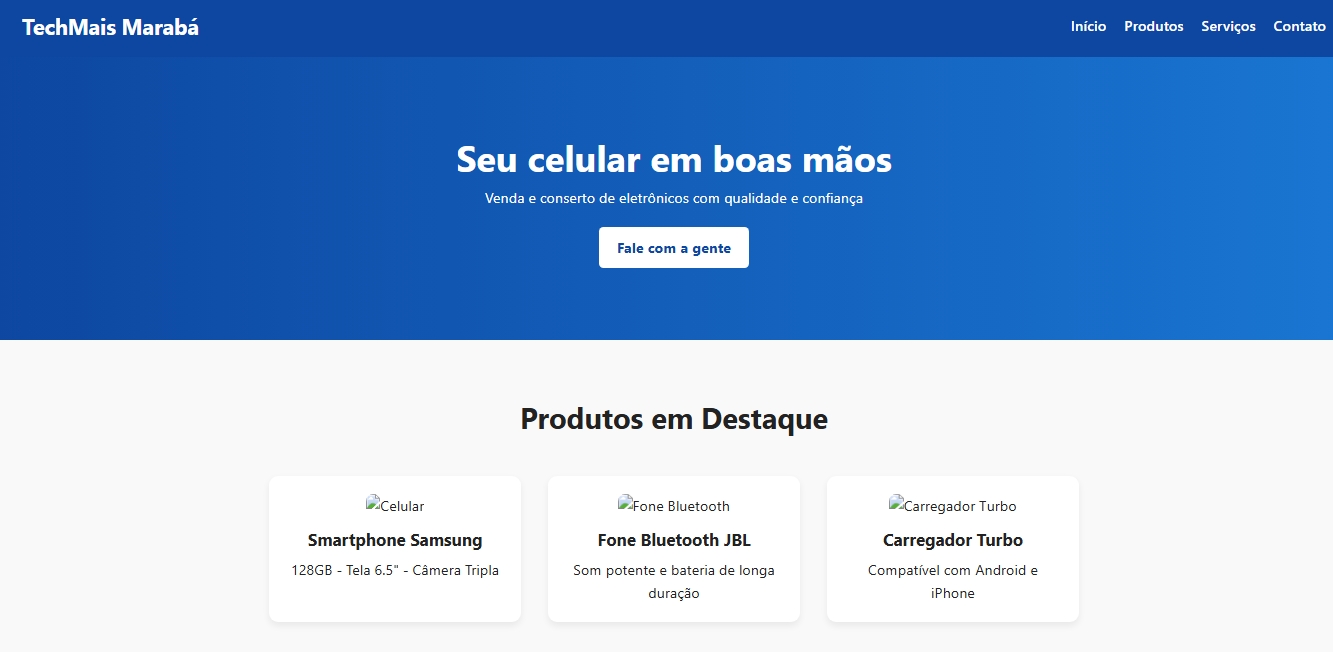 TechMais Marabá
Início Produtos Serviços Contato
Seu celular em boas mãos
Venda e conserto de eletrônicos com qualidade e confiança
Fale com a gente
Produtos em Destaque
Celular
Smartphone Samsung
128GB - Tela 6.5" - Câmera Tripla
Fone Bluetooth
Fone Bluetooth JBL
Som potente e bateria de longa
duração
Carregador Turbo
Carregador Turbo
Compatível com Android e
iPhone